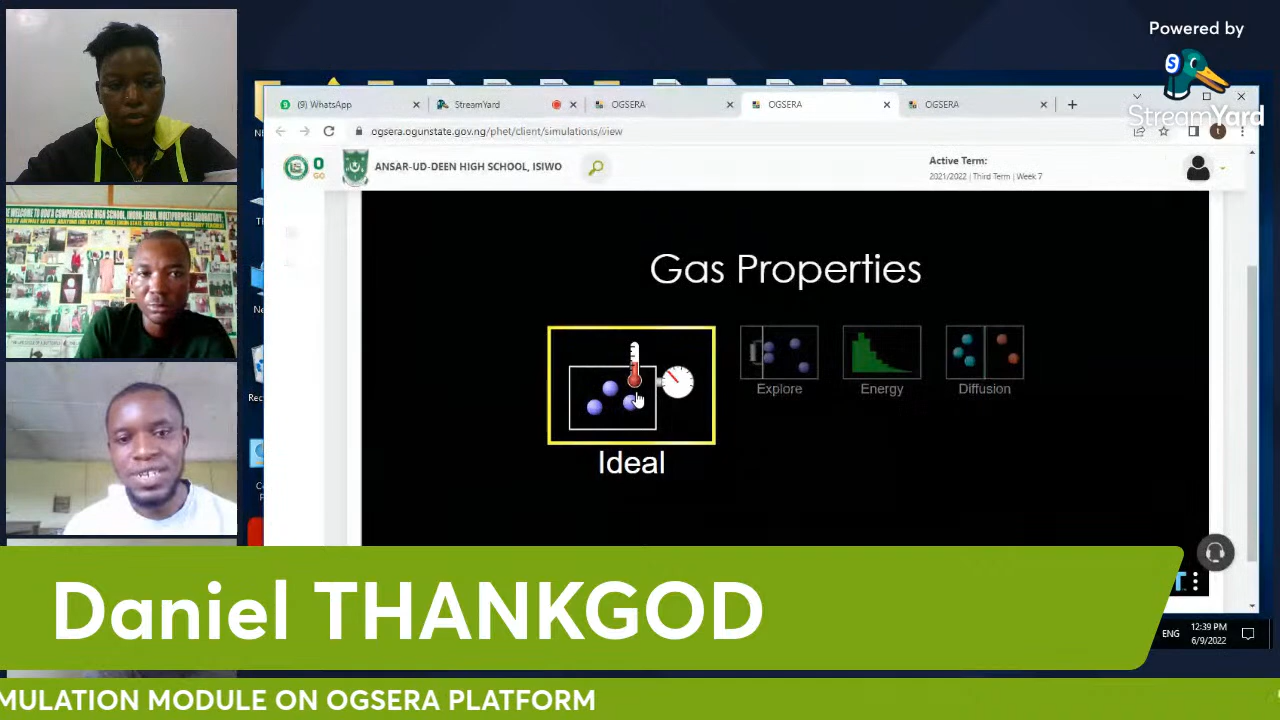 Powered by
StreamYard
(9) WhatsApp
StreamYard
OGSERA
OGSERA
OGSERA
ogsera.ogunstate.gov.ng/phet/client/simulations/view
0
GO
ANSAR-UD-DEEN HIGH SCHOOL, ISIWO
Active Term:
2021/2022 | Third Term | Week 7
Gas Properties
Ideal
Explore
Energy
Diffusion
Daniel THANKGOD
ENG
12:39 PM
6/9/2022
MULATION MODULE ON OGSERA PLATFORM